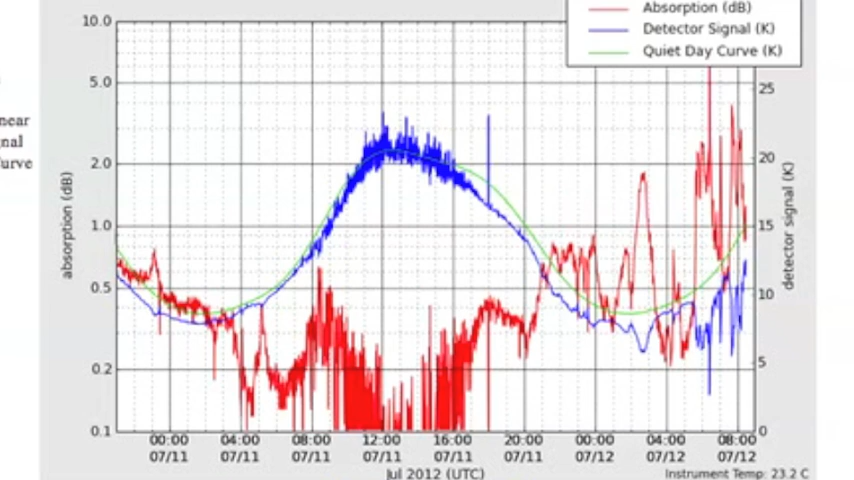 Absorption (dB)
Detector Signal (K)
Quiet Day Curve (K)
10.0
5.0
2.0
1.0
0.5
0.2
0.1
absorption (dB)
25
20
15
10
5
0
detector signal (K)
00:00 04:00 08:00 12:00 16:00 20:00 00:00 04:00 08:00
07/11 07/11 07/11 07/11 07/11 07/11 07/12 07/12 07/12
Jul 2012 (UTC)
Instrument Temp: 23.2 C